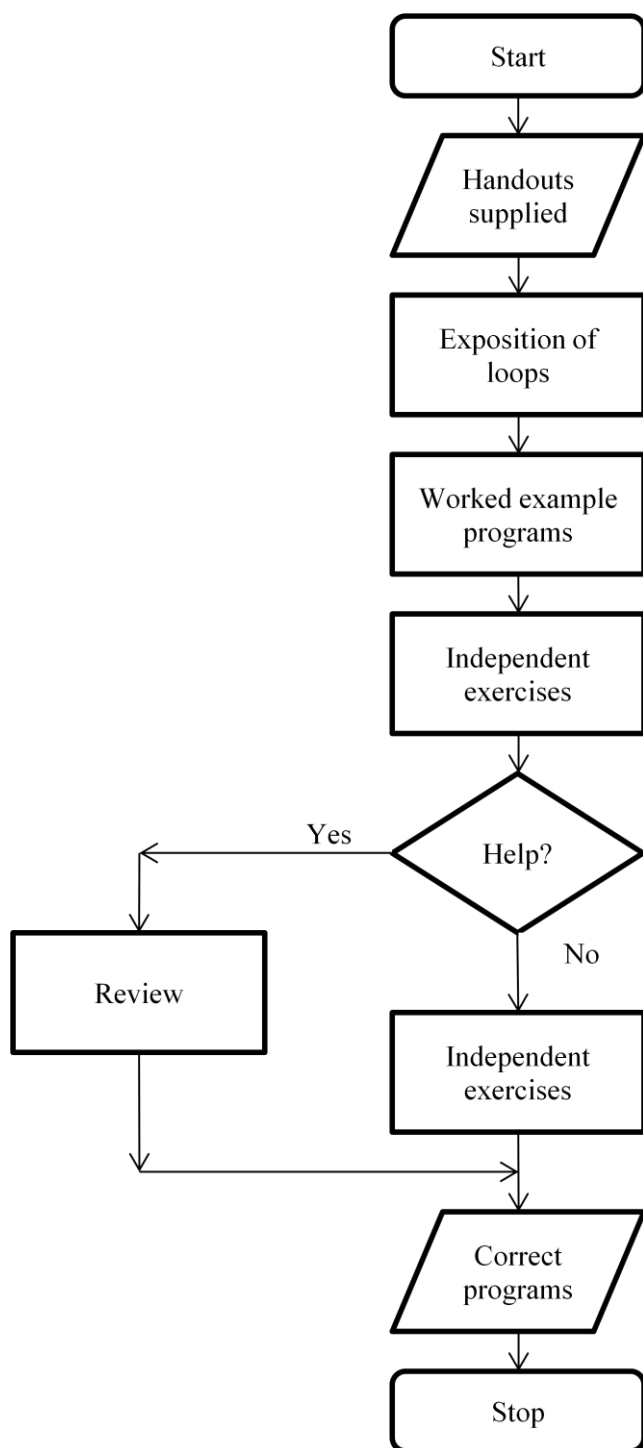 Start
Handouts
supplied
Exposition of
loops
Worked example
programs
Independent
exercises
Help?
Yes
No
Review
Independent
exercises
Correct
programs
Stop